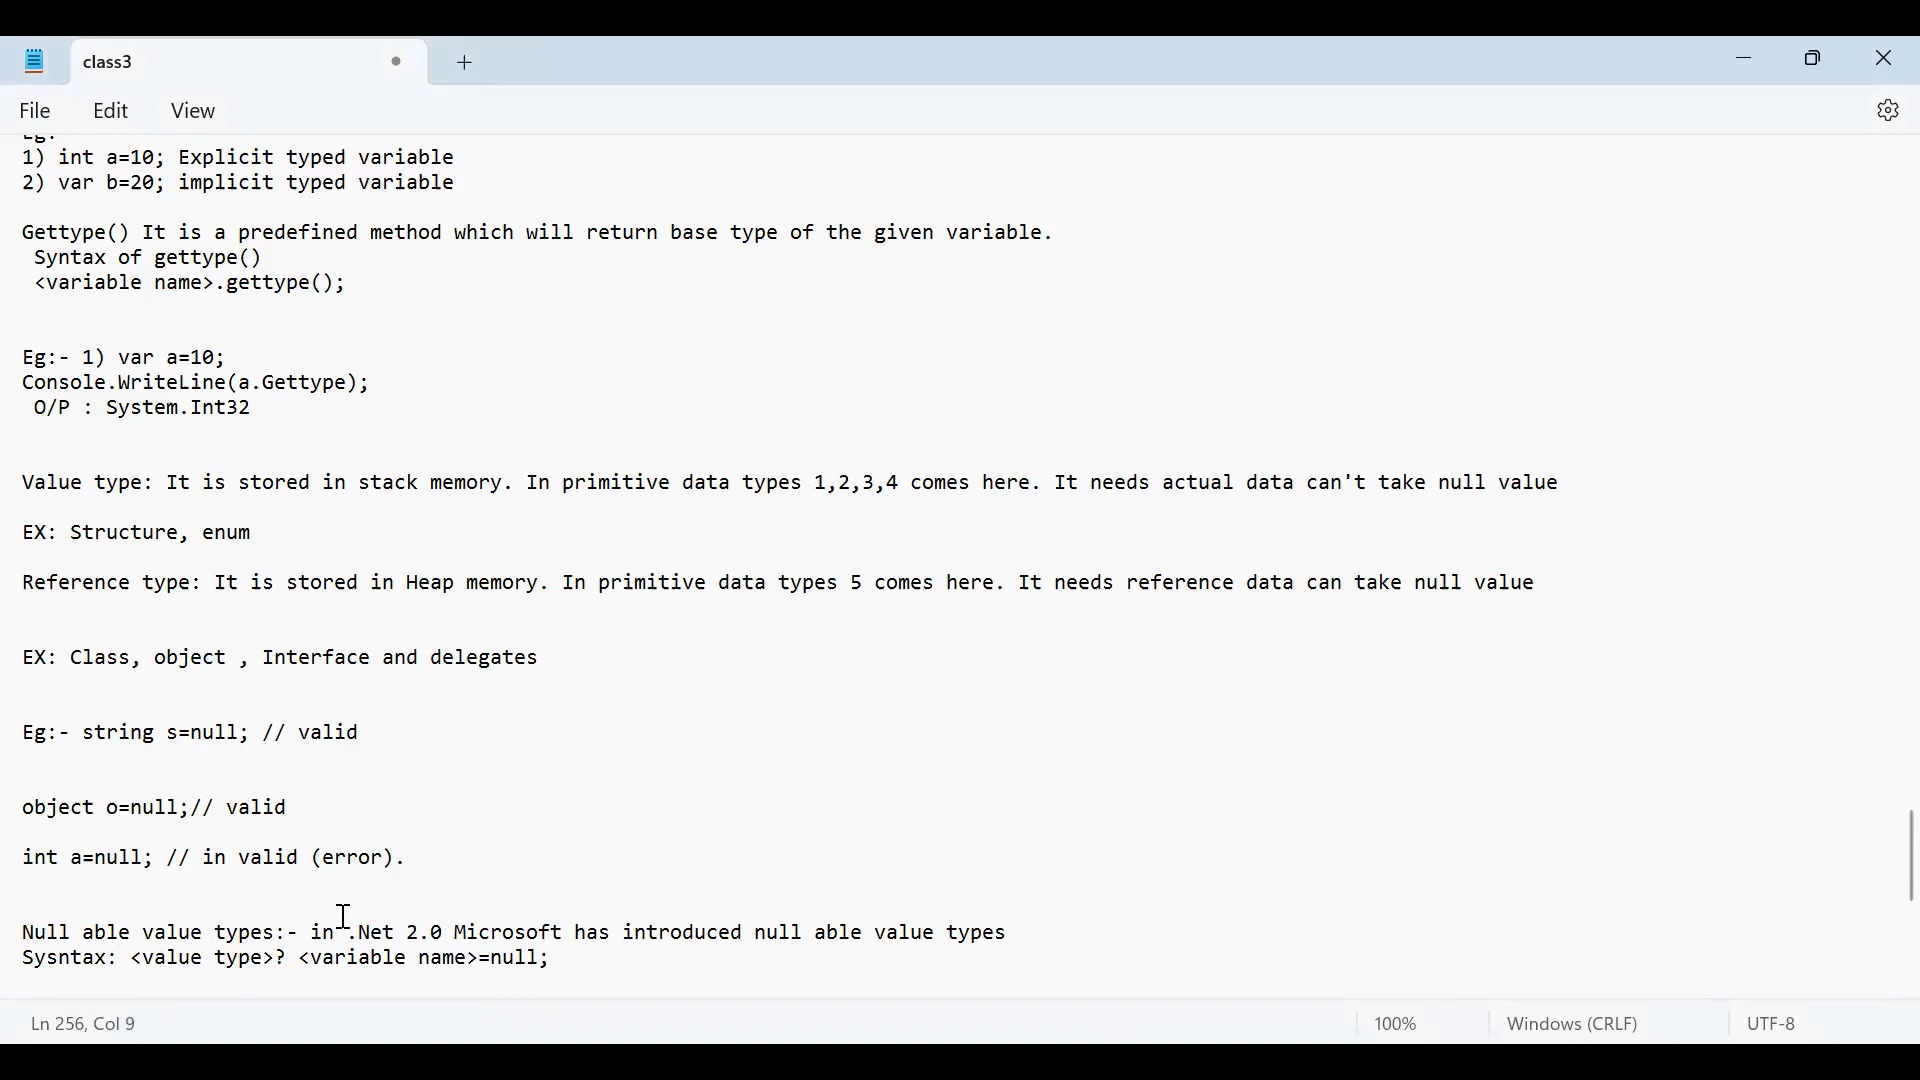 class3
File Edit View
Eg:
1) int a=10; Explicit typed variable
2) var b=20; implicit typed variable
Gettype() It is a predefined method which will return base type of the given variable.
Syntax of gettype()
<variable name>.gettype();
Eg:- 1) var a=10;
Console.WriteLine(a.Gettype);
O/P : System.Int32
Value type: It is stored in stack memory. In primitive data types 1,2,3,4 comes here. It needs actual data can't take null value
EX: Structure, enum
Reference type: It is stored in Heap memory. In primitive data types 5 comes here. It needs reference data can take null value
EX: Class, object , Interface and delegates
Eg:- string s=null; // valid
object o=null;// valid
int a=null; // in valid (error).
Null able value types:- in .Net 2.0 Microsoft has introduced null able value types
Sysntax: <value type>? <variable name>=null;
Ln 256, Col 9 100% Windows (CRLF) UTF-8